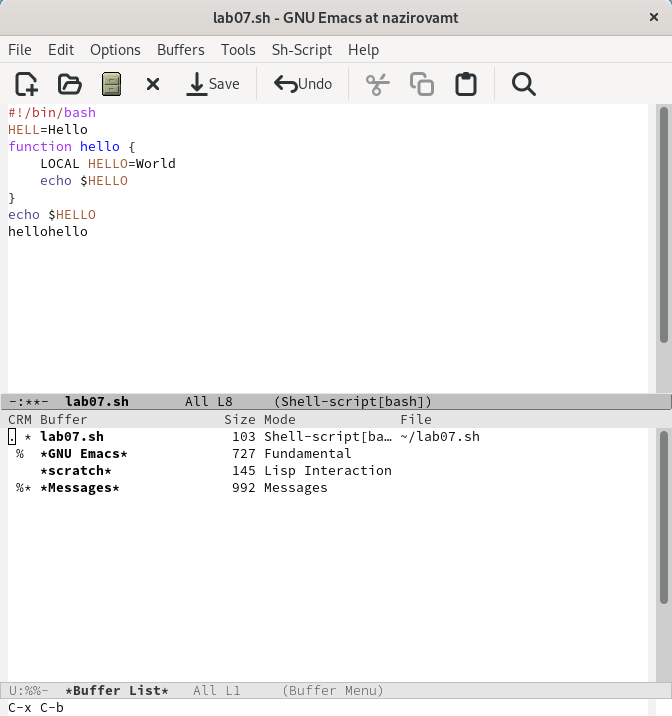 lab07.sh - GNU Emacs at nazirovamt
File Edit Options Buffers Tools Sh-Script Help
Save Undo
#!/bin/bash
HELL=Hello
function hello {
    LOCAL HELLO=World
    echo $HELLO
}
echo $HELLO
hellohello
-:**-  lab07.sh       All L8     (Shell-script[bash])
CRM Buffer                 Size Mode             File
. * lab07.sh                103 Shell-script[ba… ~/lab07.sh
 %  *GNU Emacs*             727 Fundamental
    *scratch*               145 Lisp Interaction
 %* *Messages*              992 Messages
U:%%-  *Buffer List*   All L1     (Buffer Menu)
C-x C-b